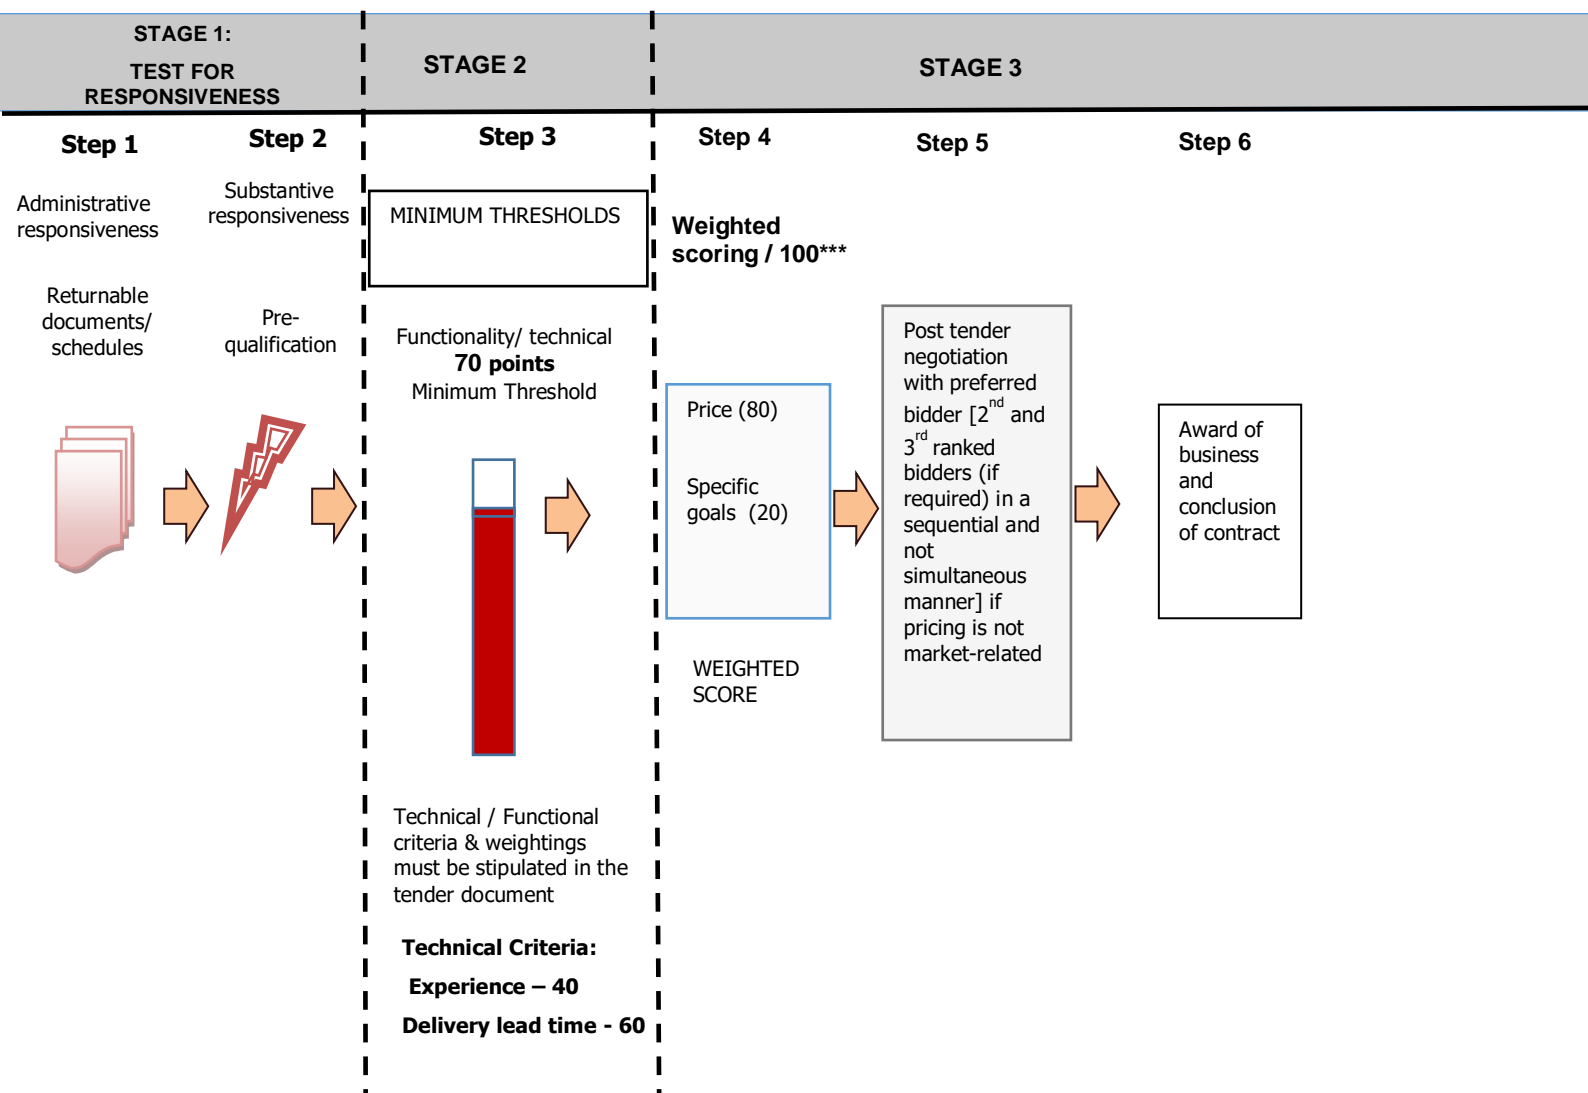 STAGE 1:
TEST FOR
RESPONSIVENESS
STAGE 2
STAGE 3
Step 1
Step 2
Step 3
Step 4
Step 5
Step 6
Administrative
responsiveness
Returnable
documents/
schedules
Substantive
responsiveness
Pre-
qualification
MINIMUM THRESHOLDS
Functionality/ technical
70 points
Minimum Threshold
Technical / Functional
criteria & weightings
must be stipulated in the
tender document
Technical Criteria:
Experience – 40
Delivery lead time - 60
Weighted
scoring / 100***
Price (80)
Specific
goals (20)
WEIGHTED
SCORE
Post tender
negotiation
with preferred
bidder [2nd and
3rd ranked
bidders (if
required) in a
sequential and
not
simultaneous
manner] if
pricing is not
market-related
Award of
business
and
conclusion
of contract